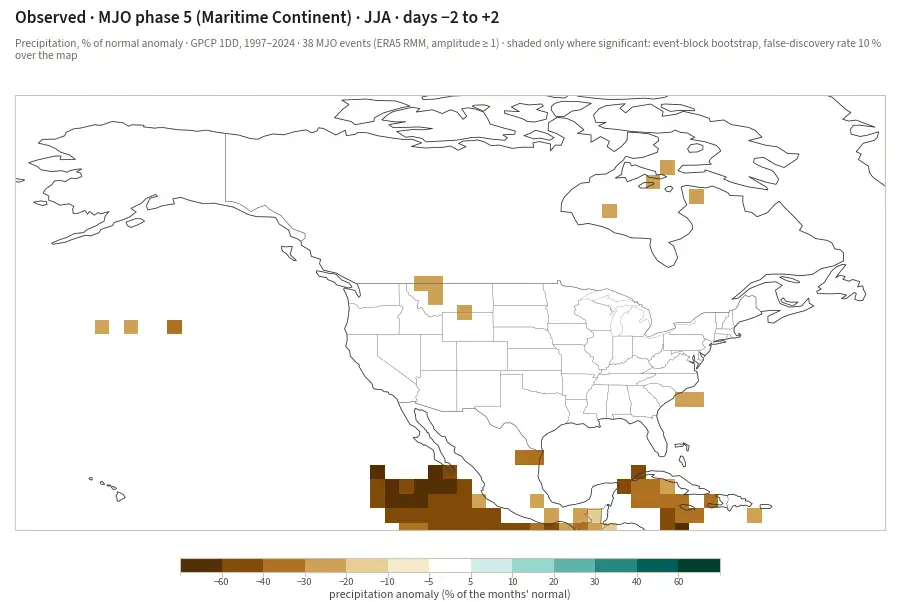 Observed · MJO phase 5 (Maritime Continent) · JJA · days −2 to +2
Precipitation, % of normal anomaly · GPCP 1DD, 1997–2024 · 38 MJO events (ERA5 RMM, amplitude ≥ 1) · shaded only where significant: event-block bootstrap, false-discovery rate 10 %
over the map
−60 −40 −30 −20 −10 −5 5 10 20 30 40 60
precipitation anomaly (% of the months' normal)